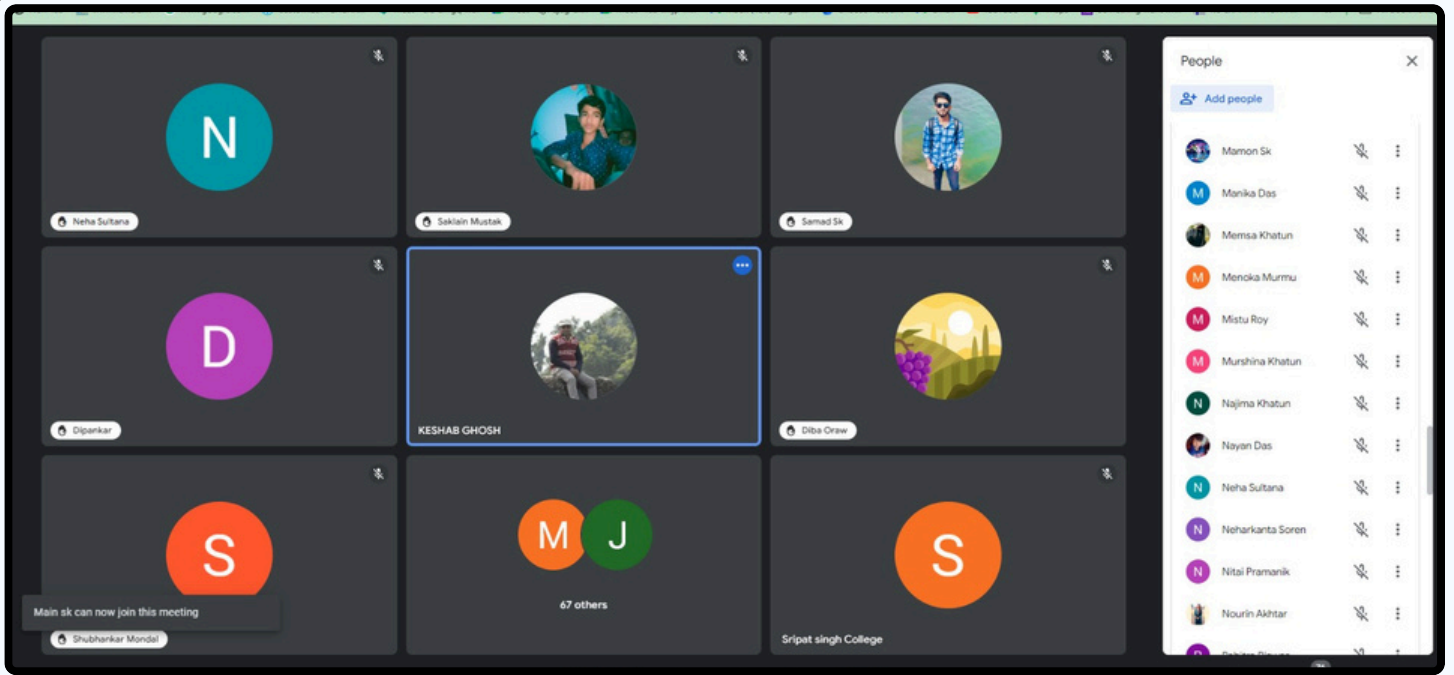 N
Neha Sultana
Saklain Mustak
Samad Sk
D
Dipankar
KESHAB GHOSH
Diba Oraw
S
Main sk can now join this meeting
Shubhankar Mondal
M J
67 others
S
Sripat singh College
People
Add people
Mamon Sk
M Manika Das
Memsa Khatun
M Menoka Murmu
M Mistu Roy
M Murshina Khatun
N Najima Khatun
Nayan Das
N Neha Sultana
N Neharkanta Soren
N Nitai Pramanik
Nourin Akhtar